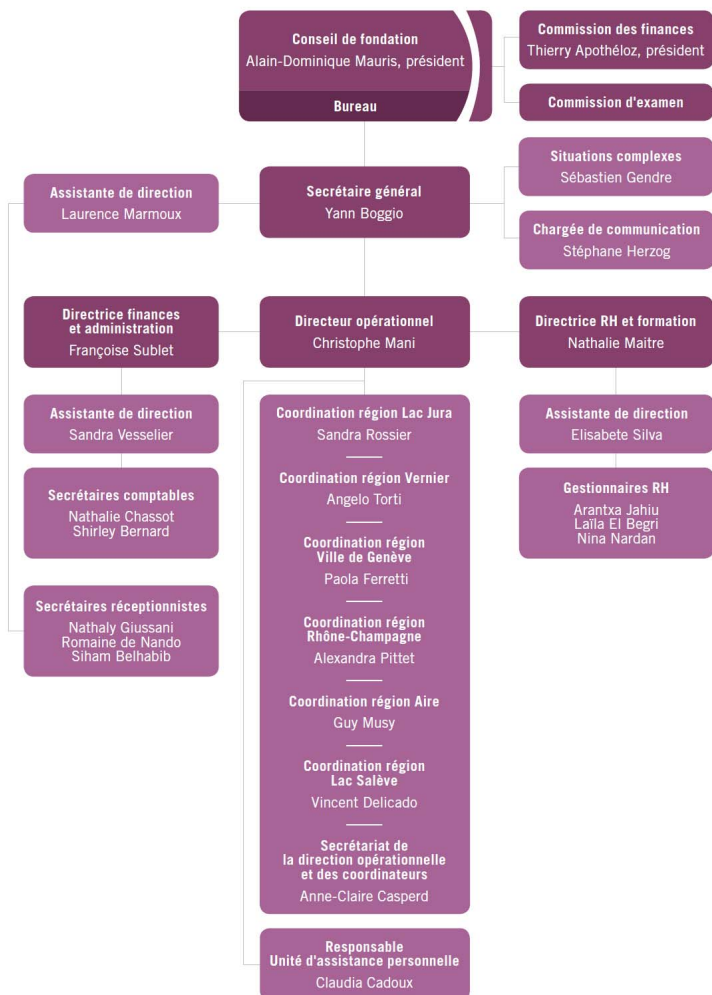 Conseil de fondation
Alain-Dominique Mauris, président
Bureau
Commission des finances
Thierry Apothéloz, président
Commission d'examen
Situations complexes
Sébastien Gendre
Assistante de direction
Laurence Marmoux
Secrétaire général
Yann Boggio
Chargée de communication
Stéphane Herzog
Directrice finances
et administration
Françoise Sublet
Directeur opérationnel
Christophe Mani
Directrice RH et formation
Nathalie Maitre
Assistante de direction
Sandra Vesselier
Secrétaires comptables
Nathalie Chassot
Shirley Bernard
Secrétaires réceptionnistes
Nathaly Giussani
Romaine de Nando
Siham Belhabib
Coordination région Lac Jura
Sandra Rossier
Coordination région Vernier
Angelo Torti
Coordination région
Ville de Genève
Paola Ferretti
Coordination région
Rhône-Champagne
Alexandra Pittet
Coordination région Aire
Guy Musy
Coordination région
Lac Salève
Vincent Delicado
Secrétariat de
la direction opérationnelle
et des coordinateurs
Anne-Claire Casperd
Responsable
Unité d'assistance personnelle
Claudia Cadoux
Assistante de direction
Elisabete Silva
Gestionnaires RH
Arantxa Jahiu
Laïla El Begri
Nina Nardan